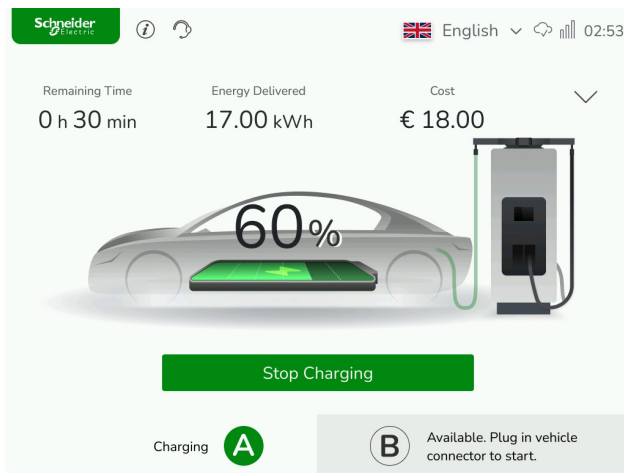 Schneider
Electric
i
English
02:53
Remaining Time
Energy Delivered
Cost
0 h 30 min
17.00 kWh
€ 18.00
60%
Stop Charging
Charging
A
B
Available. Plug in vehicle
connector to start.